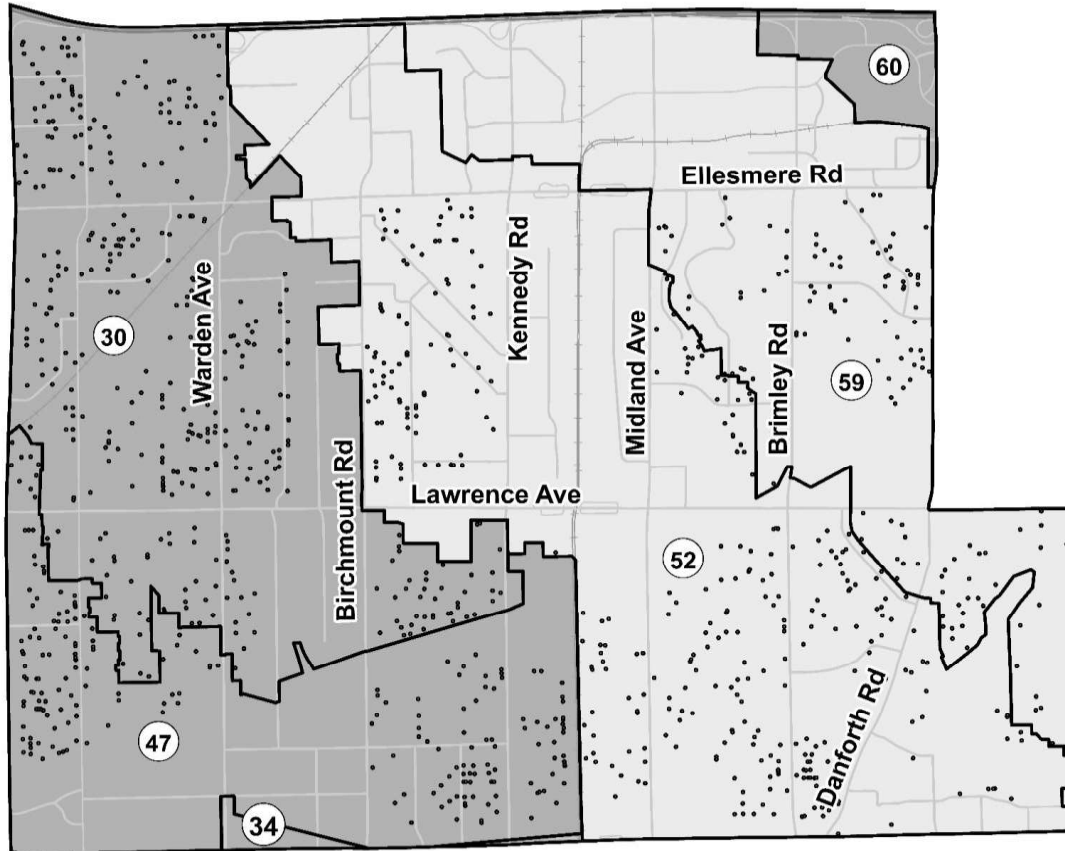 60
Ellesmere Rd
Warden Ave
Kennedy Rd
30
Midland Ave
Brimley Rd
59
Birchmount Rd
Lawrence Ave
52
47
Danforth Rd
34